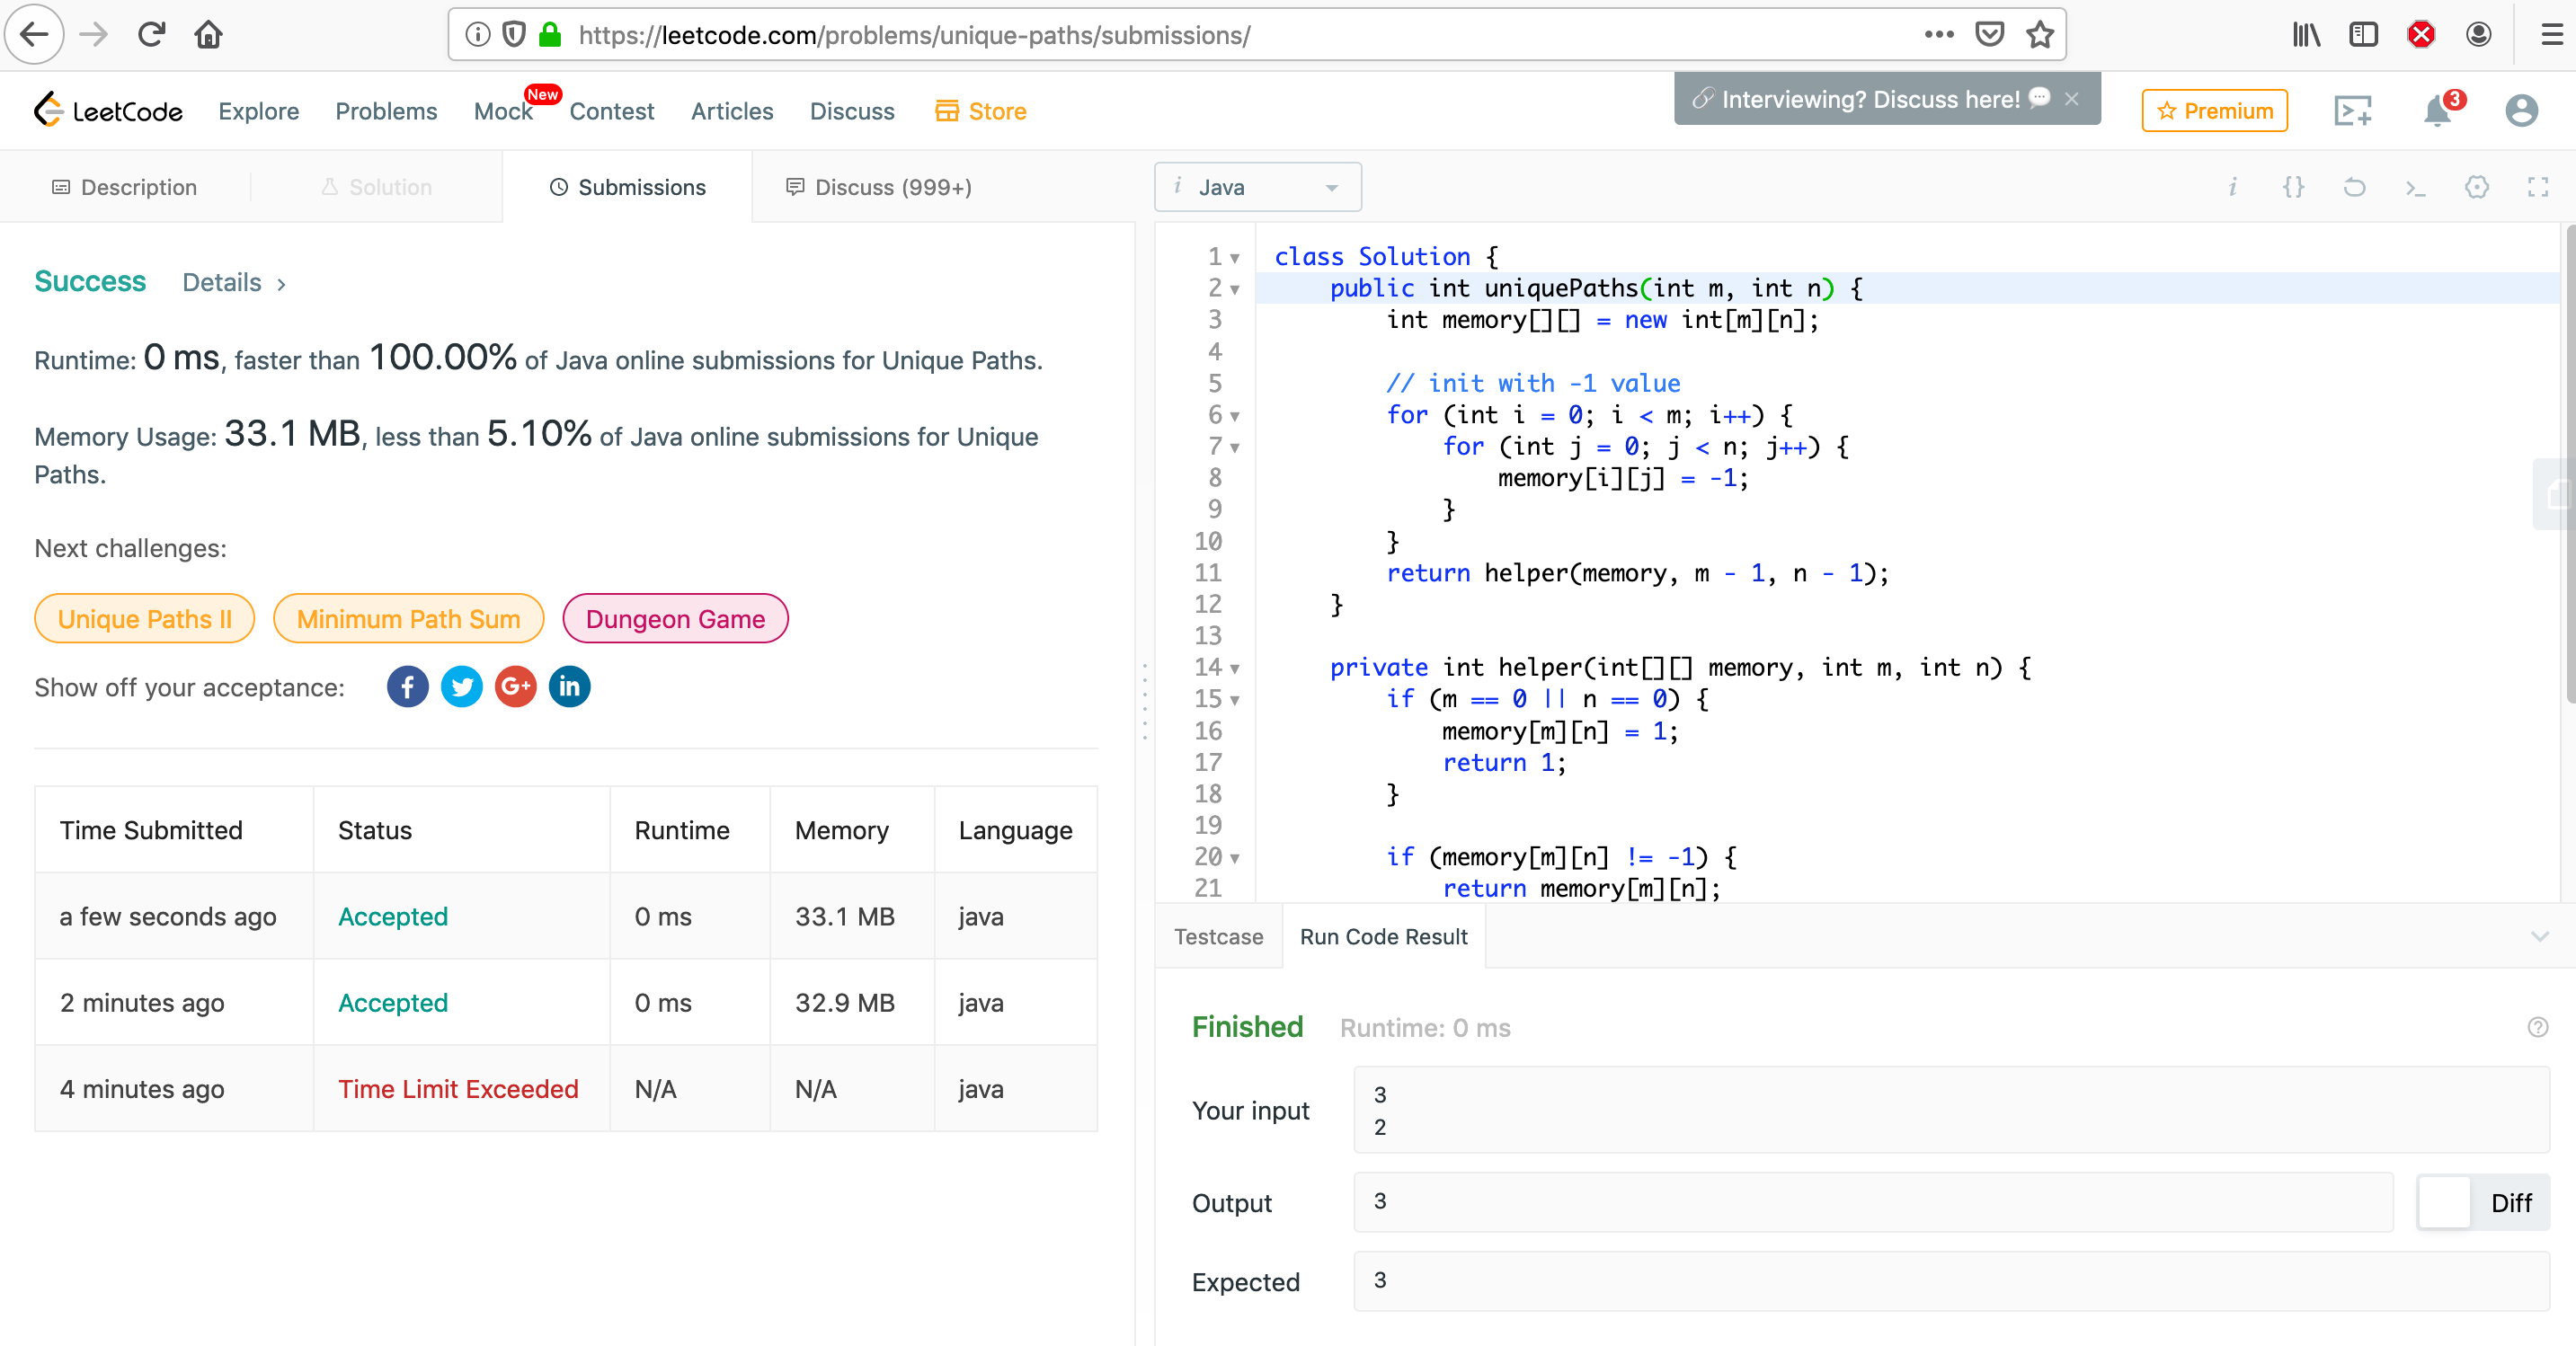 https://leetcode.com/problems/unique-paths/submissions/
LeetCode Explore Problems Mock New Contest Articles Discuss Store
Interviewing? Discuss here! Premium 3
Description Solution Submissions Discuss (999+)
Success Details
Runtime: 0 ms, faster than 100.00% of Java online submissions for Unique Paths.
Memory Usage: 33.1 MB, less than 5.10% of Java online submissions for Unique
Paths.
Next challenges:
Unique Paths II Minimum Path Sum Dungeon Game
Show off your acceptance: G+ in
Time Submitted Status Runtime Memory Language
a few seconds ago Accepted 0 ms 33.1 MB java
2 minutes ago Accepted 0 ms 32.9 MB java
4 minutes ago Time Limit Exceeded N/A N/A java
i Java
1 class Solution {
2 public int uniquePaths(int m, int n) {
3 int memory[][] = new int[m][n];
4
5 // init with -1 value
6 for (int i = 0; i < m; i++) {
7 for (int j = 0; j < n; j++) {
8 memory[i][j] = -1;
9 }
10 }
11 return helper(memory, m - 1, n - 1);
12 }
13
14 private int helper(int[][] memory, int m, int n) {
15 if (m == 0 || n == 0) {
16 memory[m][n] = 1;
17 return 1;
18 }
19
20 if (memory[m][n] != -1) {
21 return memory[m][n];
Testcase Run Code Result
Finished Runtime: 0 ms
Your input
3
2
Output 3 Diff
Expected 3